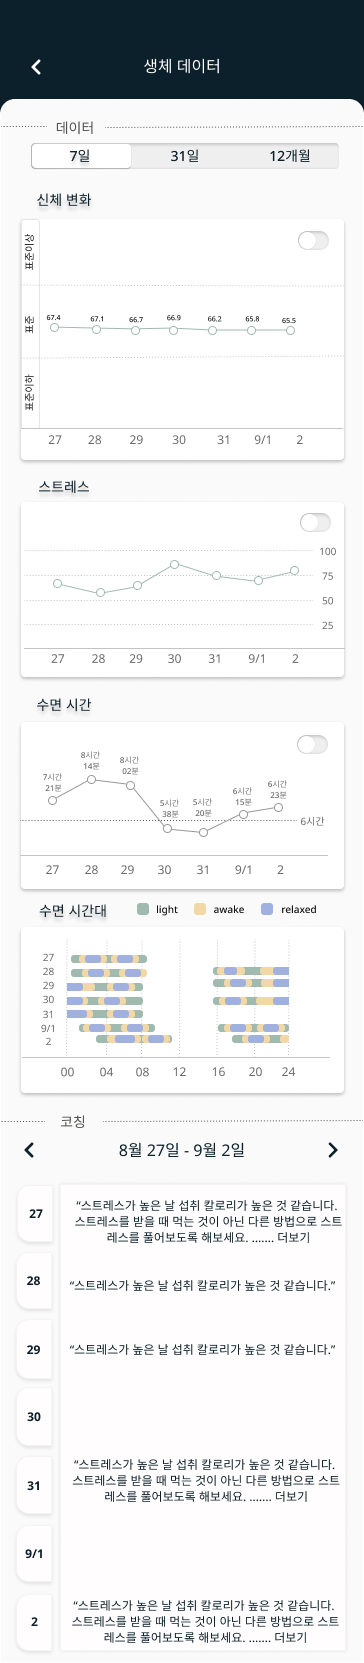 생체 데이터
데이터
7일 31일 12개월
신체 변화
표준이상
표준
표준이하
67.4 67.1 66.7 66.9 66.2 65.8 65.5
27 28 29 30 31 9/1 2
스트레스
100
75
50
25
27 28 29 30 31 9/1 2
수면 시간
7시간
21분
8시간
14분
8시간
02분
5시간
38분
5시간
20분
6시간
15분
6시간
23분
6시간
27 28 29 30 31 9/1 2
수면 시간대 light awake relaxed
27
28
29
30
31
9/1
2
00 04 08 12 16 20 24
코칭
8월 27일 - 9월 2일
27
“스트레스가 높은 날 섭취 칼로리가 높은 것 같습니다.
스트레스를 받을 때 먹는 것이 아닌 다른 방법으로 스트
레스를 풀어보도록 해보세요. ....... 더보기
28
“스트레스가 높은 날 섭취 칼로리가 높은 것 같습니다.”
29
“스트레스가 높은 날 섭취 칼로리가 높은 것 같습니다.”
30
31
“스트레스가 높은 날 섭취 칼로리가 높은 것 같습니다.
스트레스를 받을 때 먹는 것이 아닌 다른 방법으로 스트
레스를 풀어보도록 해보세요. ....... 더보기
9/1
2
“스트레스가 높은 날 섭취 칼로리가 높은 것 같습니다.
스트레스를 받을 때 먹는 것이 아닌 다른 방법으로 스트
레스를 풀어보도록 해보세요. ....... 더보기